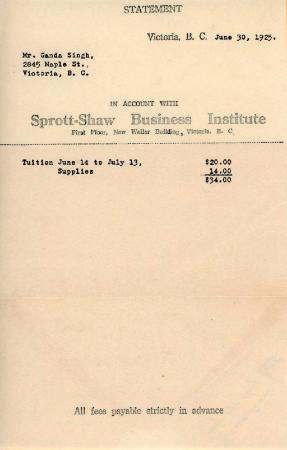 STATEMENT
Victoria, B. C. June 30, 1925.
Mr. Ganda Singh,
2845 Maple St.,
Victoria, B. C.
IN ACCOUNT WITH
Sprott-Shaw Business Institute
First Floor, New Weiler Building, Victoria, B. C.
Tuition June 14 to July 13, $20.00
Supplies 14.00
$34.00
All fees payable strictly in advance